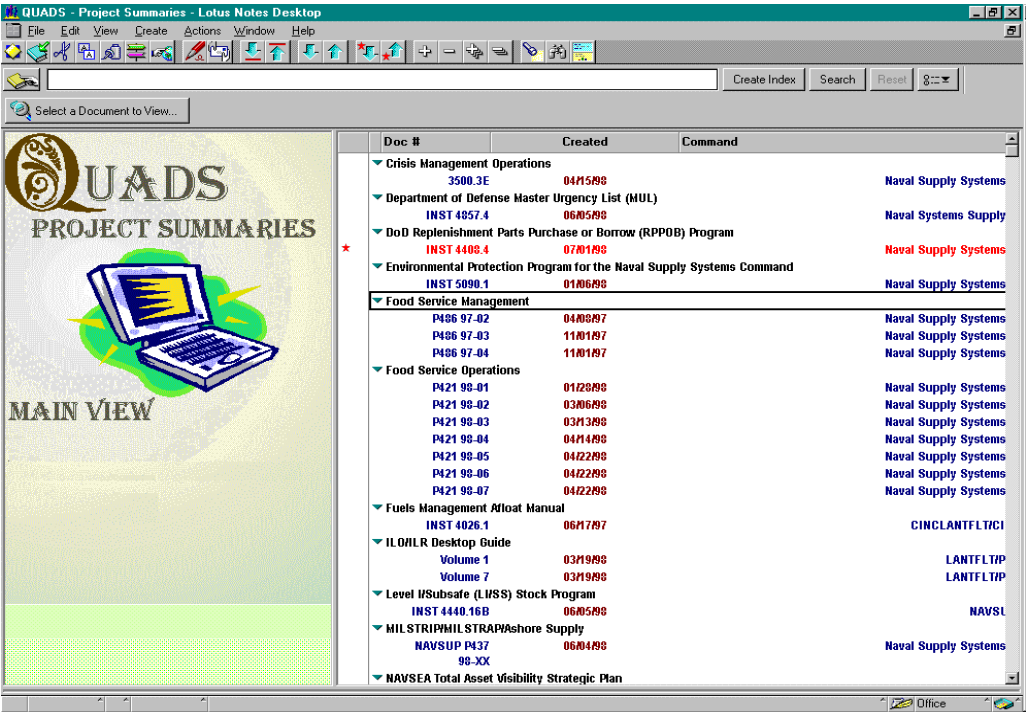 QUADS - Project Summaries - Lotus Notes Desktop
File Edit View Create Actions Window Help
Create Index Search Reset
Select a Document to View...
QUADS
PROJECT SUMMARIES
MAIN VIEW
Doc # Created Command
Crisis Management Operations
3500.3E 04/15/98 Naval Supply Systems
Department of Defense Master Urgency List (MUL)
INST 4857.4 06/05/98 Naval Systems Supply
DoD Replenishment Parts Purchase or Borrow (RPPOB) Program
INST 4408.4 07/01/98 Naval Supply Systems
Environmental Protection Program for the Naval Supply Systems Command
INST 5090.1 01/06/98 Naval Supply Systems
Food Service Management
P486 97-02 04/08/97 Naval Supply Systems
P486 97-03 11/01/97 Naval Supply Systems
P486 97-04 11/01/97 Naval Supply Systems
Food Service Operations
P421 98-01 01/28/98 Naval Supply Systems
P421 98-02 03/06/98 Naval Supply Systems
P421 98-03 03/13/98 Naval Supply Systems
P421 98-04 04/14/98 Naval Supply Systems
P421 98-05 04/22/98 Naval Supply Systems
P421 98-06 04/22/98 Naval Supply Systems
P421 98-07 04/22/98 Naval Supply Systems
Fuels Management Afloat Manual
INST 4026.1 06/17/97 CINCLANTFLT/CI
ILO/ILR Desktop Guide
Volume 1 03/19/98 LANTFLT/P
Volume 7 03/19/98 LANTFLT/P
Level I/Subsafe (LI/SS) Stock Program
INST 4440.16B 06/05/98 NAVSU
MILSTRIP/MILSTRAP/Ashore Supply
NAVSUP P437 06/04/98 Naval Supply Systems
98-XX
NAVSEA Total Asset Visibility Strategic Plan
Office